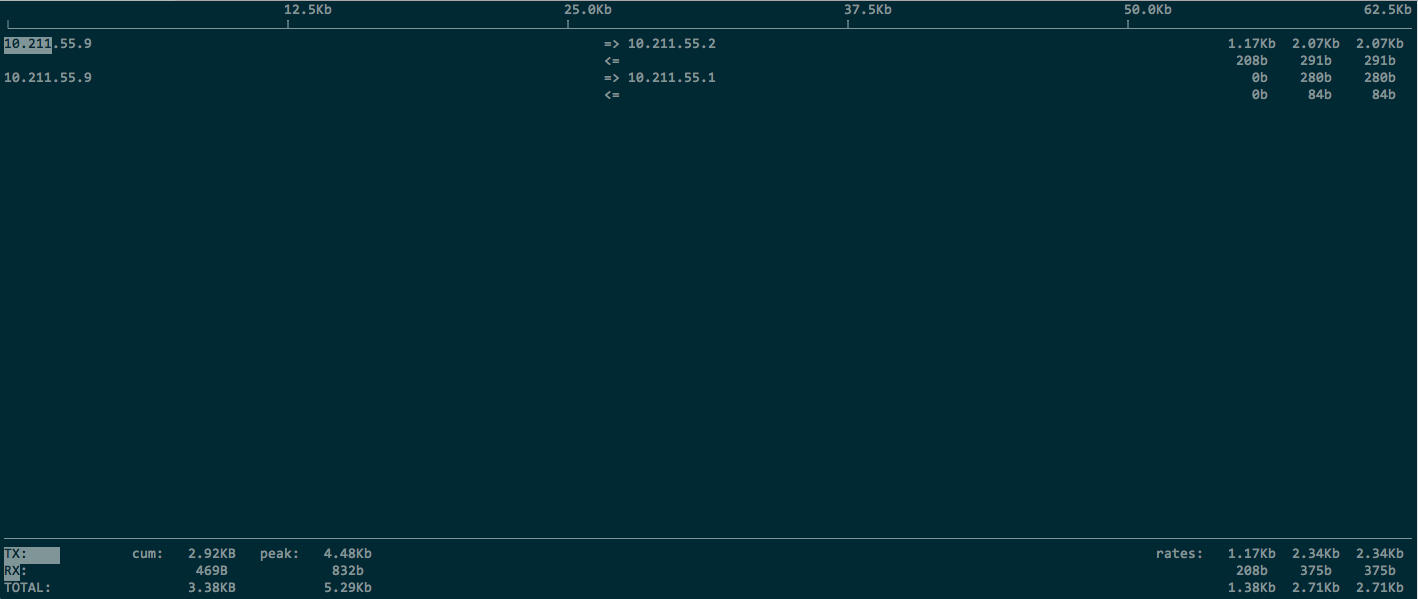 12.5Kb 25.0Kb 37.5Kb 50.0Kb 62.5Kb
10.211.55.9 => 10.211.55.2 1.17Kb 2.07Kb 2.07Kb
<= 208b 291b 291b
10.211.55.9 => 10.211.55.1 0b 280b 280b
<= 0b 84b 84b
TX: cum: 2.92KB peak: 4.48Kb rates: 1.17Kb 2.34Kb 2.34Kb
RX: 469B 832b 208b 375b 375b
TOTAL: 3.38KB 5.29Kb 1.38Kb 2.71Kb 2.71Kb